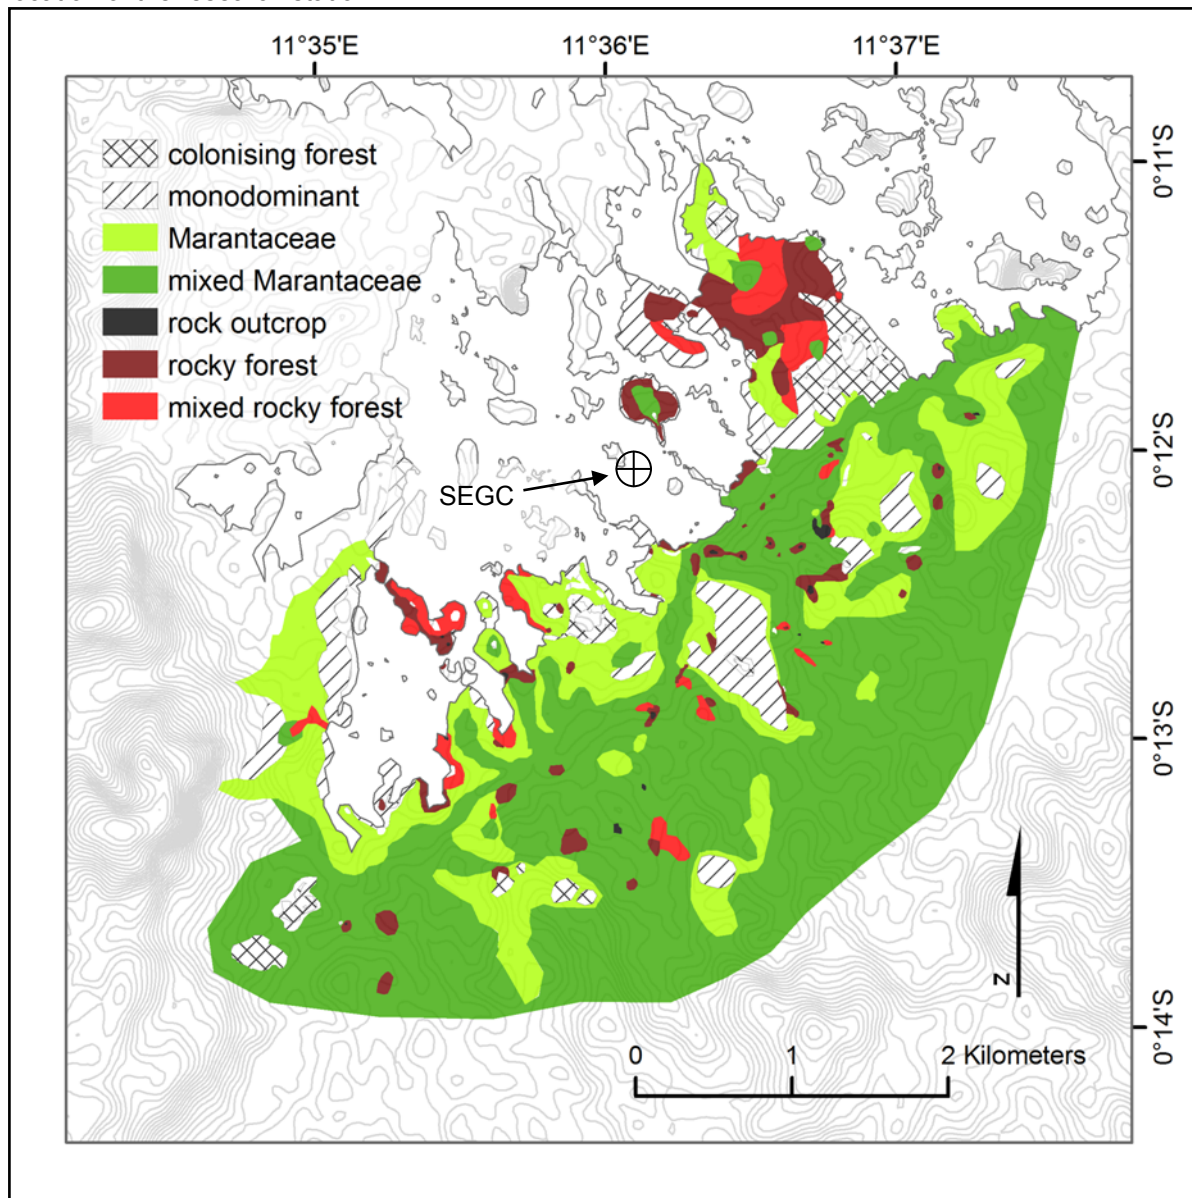 11°35'E 11°36'E 11°37'E
0°11'S
colonising forest
monodominant
Marantaceae
mixed Marantaceae
rock outcrop
rocky forest
mixed rocky forest
0°12'S
SEGC
0°13'S
N
0°14'S
0 1 2 Kilometers